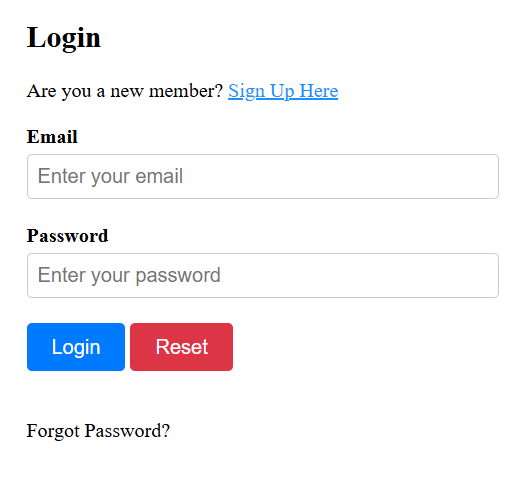 Login
Are you a new member? Sign Up Here
Email
Enter your email
Password
Enter your password
Login Reset
Forgot Password?